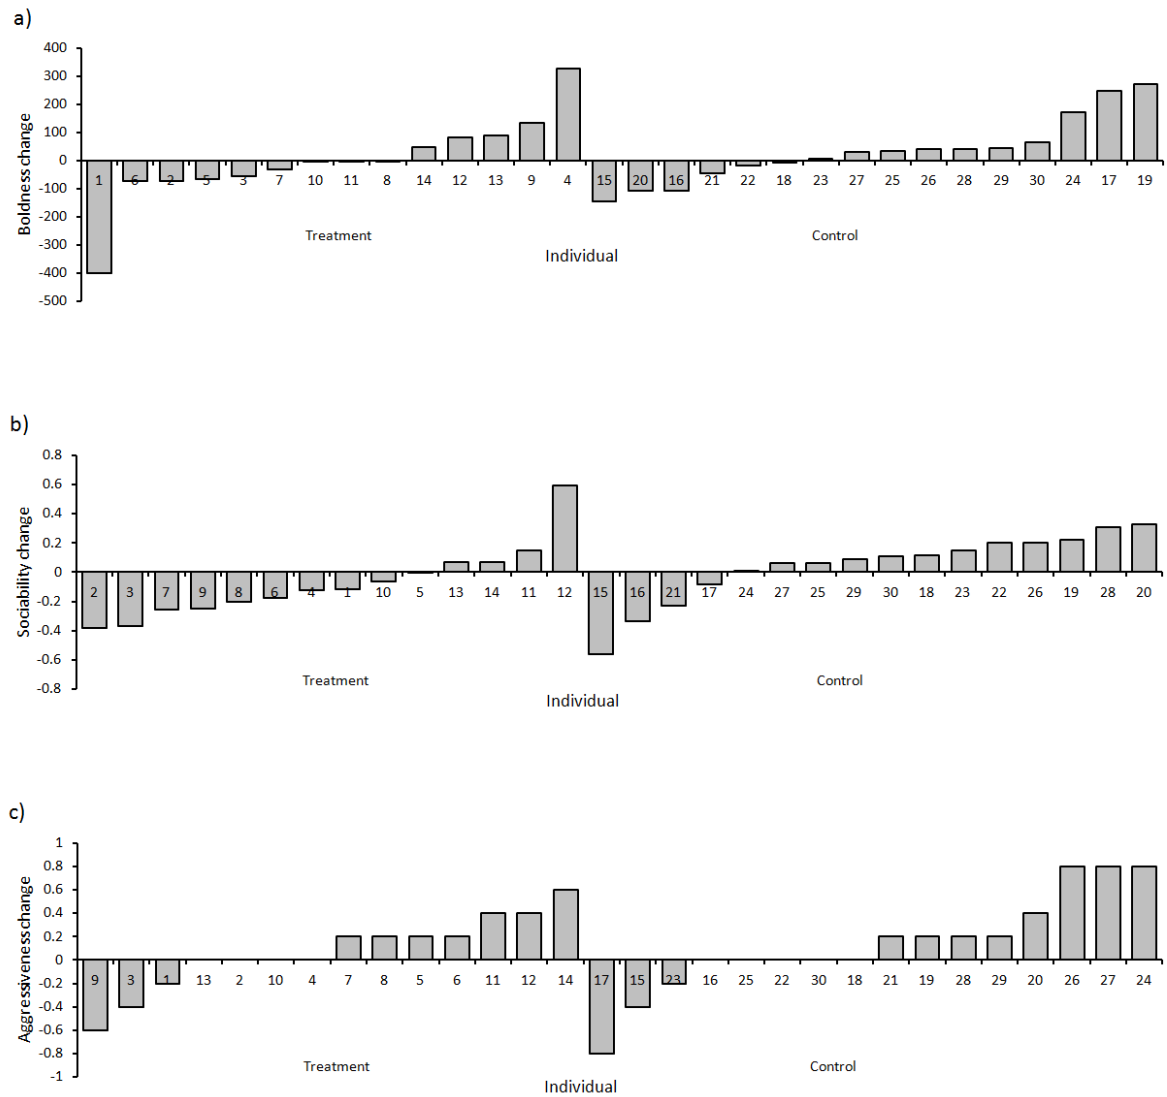 a)
400
300
200
100
0
-100
-200
-300
-400
-500
Boldness change
1 6 2 5 3 7 10 11 8 14 12 13 9 4 15 20 16 21 22 18 23 27 25 26 28 29 30 24 17 19
Treatment Control
Individual
b)
0.8
0.6
0.4
0.2
0
-0.2
-0.4
-0.6
-0.8
Sociability change
2 3 7 9 8 6 4 1 10 5 13 14 11 12 15 16 21 17 24 27 25 29 30 18 23 22 26 19 28 20
Treatment Control
Individual
c)
1
0.8
0.6
0.4
0.2
0
-0.2
-0.4
-0.6
-0.8
-1
Aggressiveness change
9 3 1 13 2 10 4 7 8 5 6 11 12 14 17 15 23 16 25 22 30 18 21 19 28 29 20 26 27 24
Treatment Control
Individual